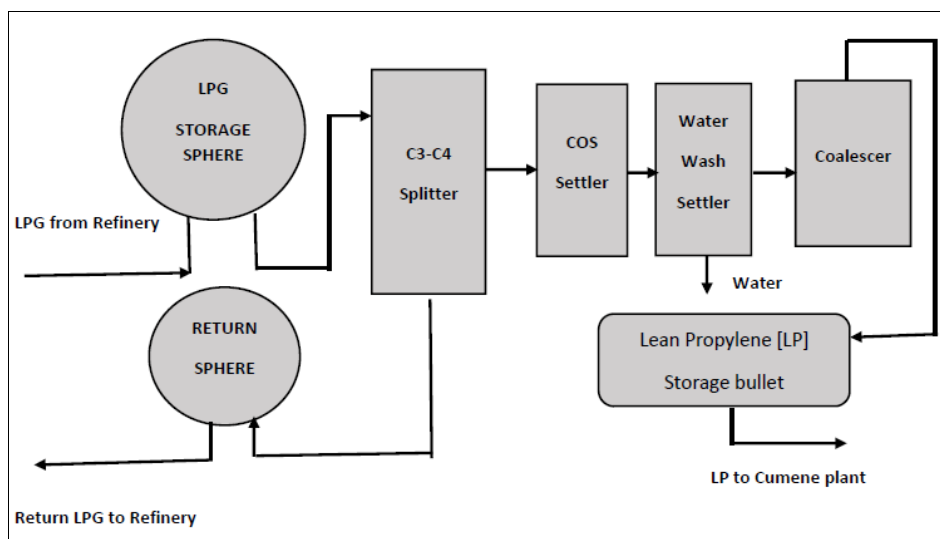 LPG
STORAGE
SPHERE
LPG from Refinery
C3-C4
Splitter
COS
Settler
Water
Wash
Settler
Coalescer
Water
RETURN
SPHERE
Lean Propylene [LP]
Storage bullet
LP to Cumene plant
Return LPG to Refinery